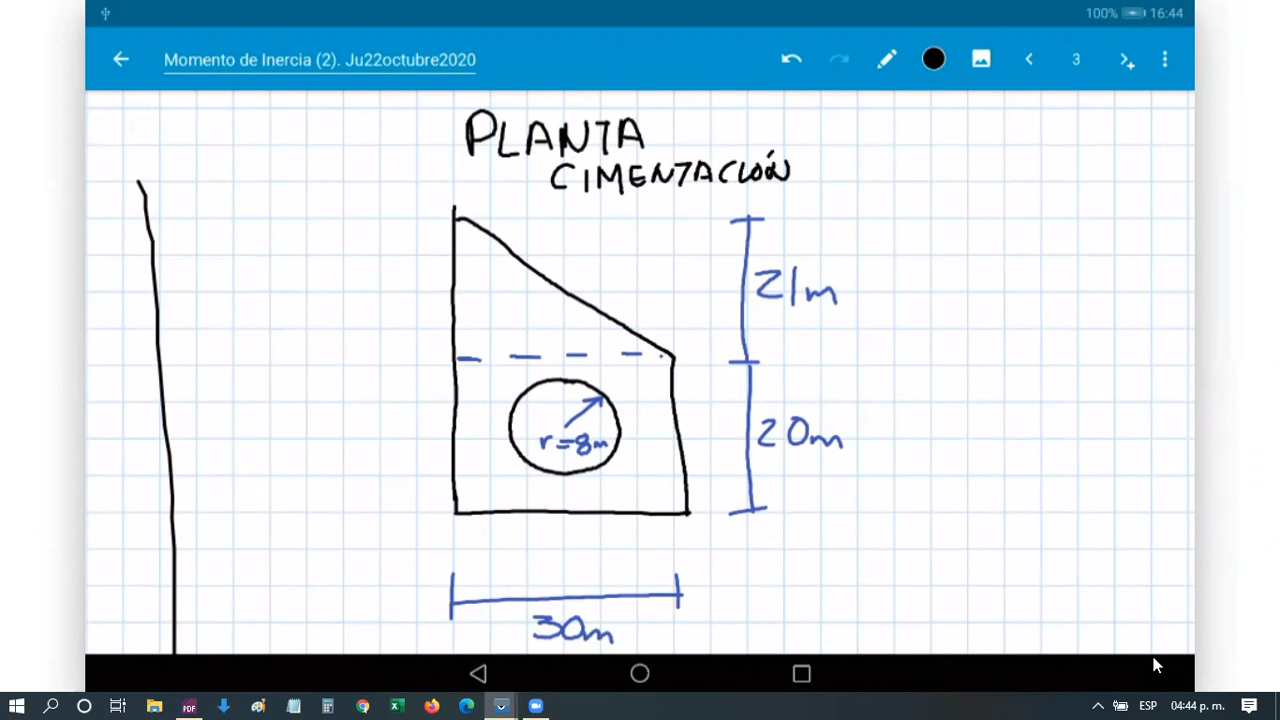 100% 16:44
Momento de Inercia (2). Ju22octubre2020
3
PLANTA
CIMENTACIÓN
21m
r=8m
20m
30m
ESP 04:44 p. m.